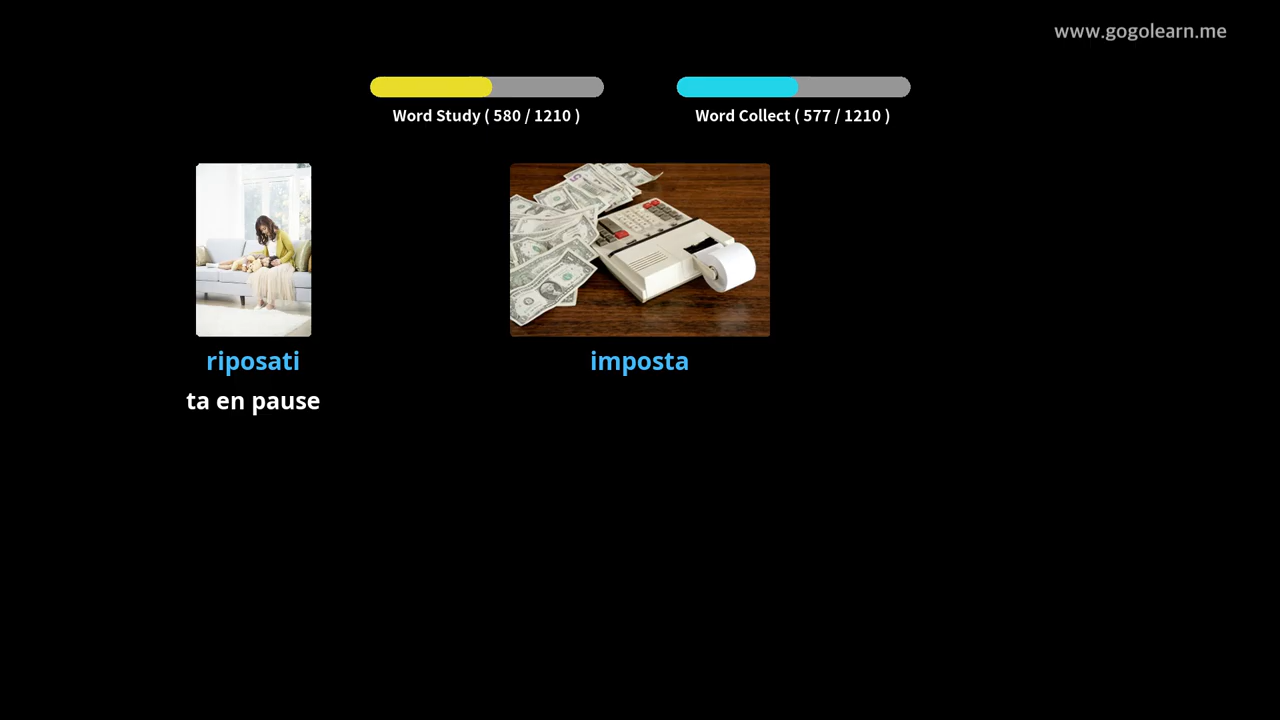 www.gogolearn.me
Word Study ( 580 / 1210 )
Word Collect ( 577 / 1210 )
riposati
imposta
ta en pause